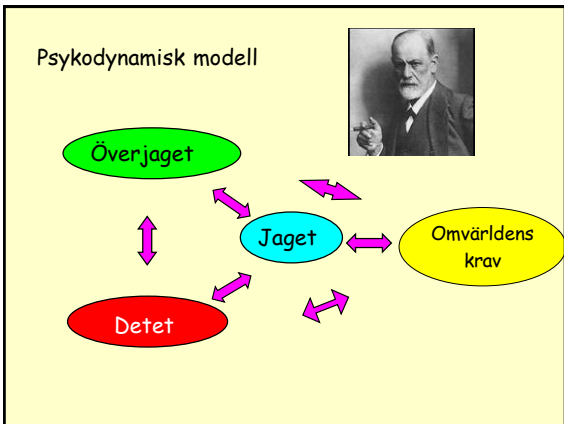 Psykodynamisk modell
Överjaget
Jaget
Omvärldens
krav
Detet